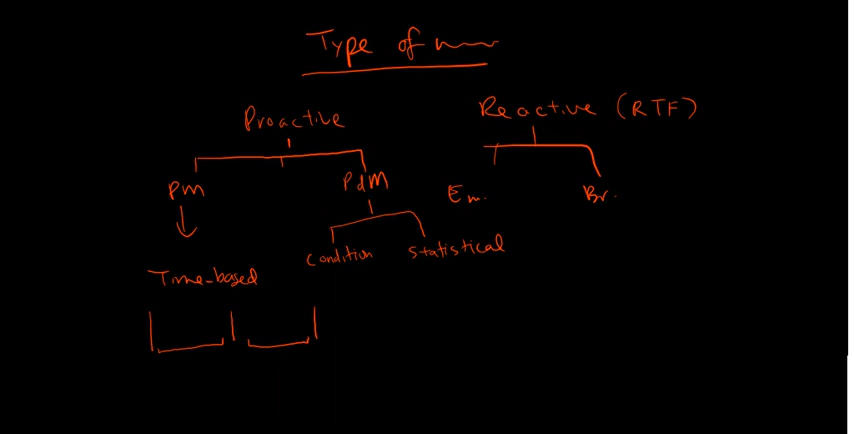 Type of m
Proactive
Reactive (RTF)
PM
PdM
Em.
Br.
Condition
Statistical
Time-based